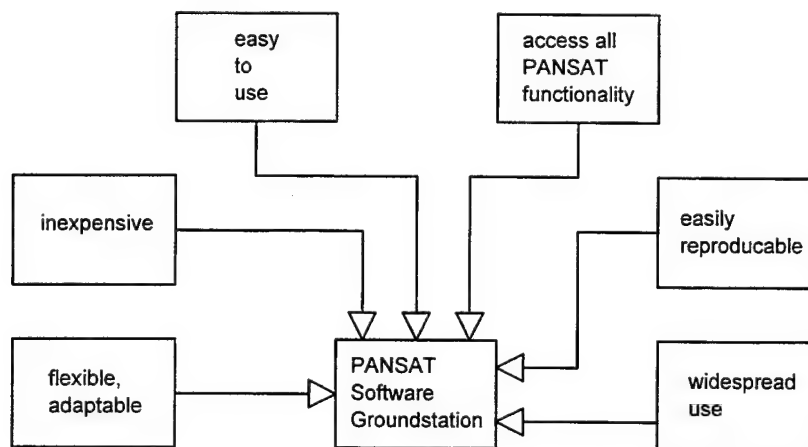 easy
to
use
access all
PANSAT
functionality
inexpensive
easily
reproducable
flexible,
adaptable
PANSAT
Software
Groundstation
widespread
use